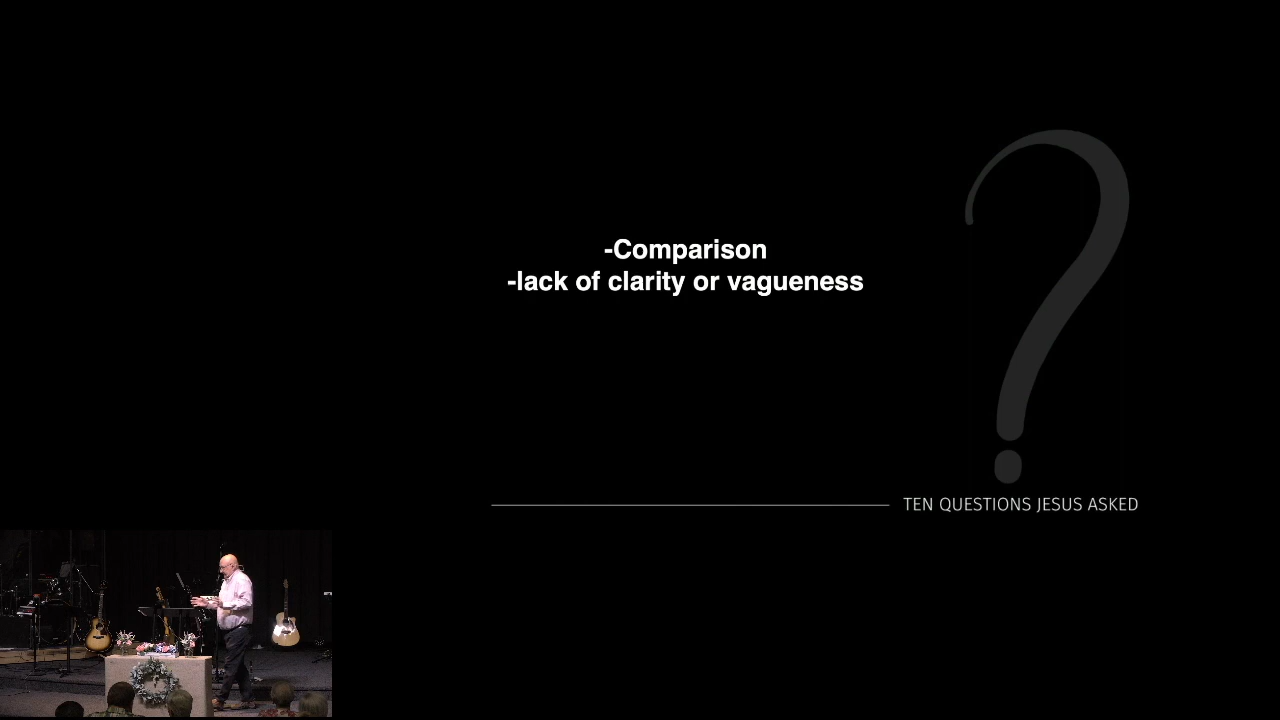 -Comparison
-lack of clarity or vagueness
TEN QUESTIONS JESUS ASKED